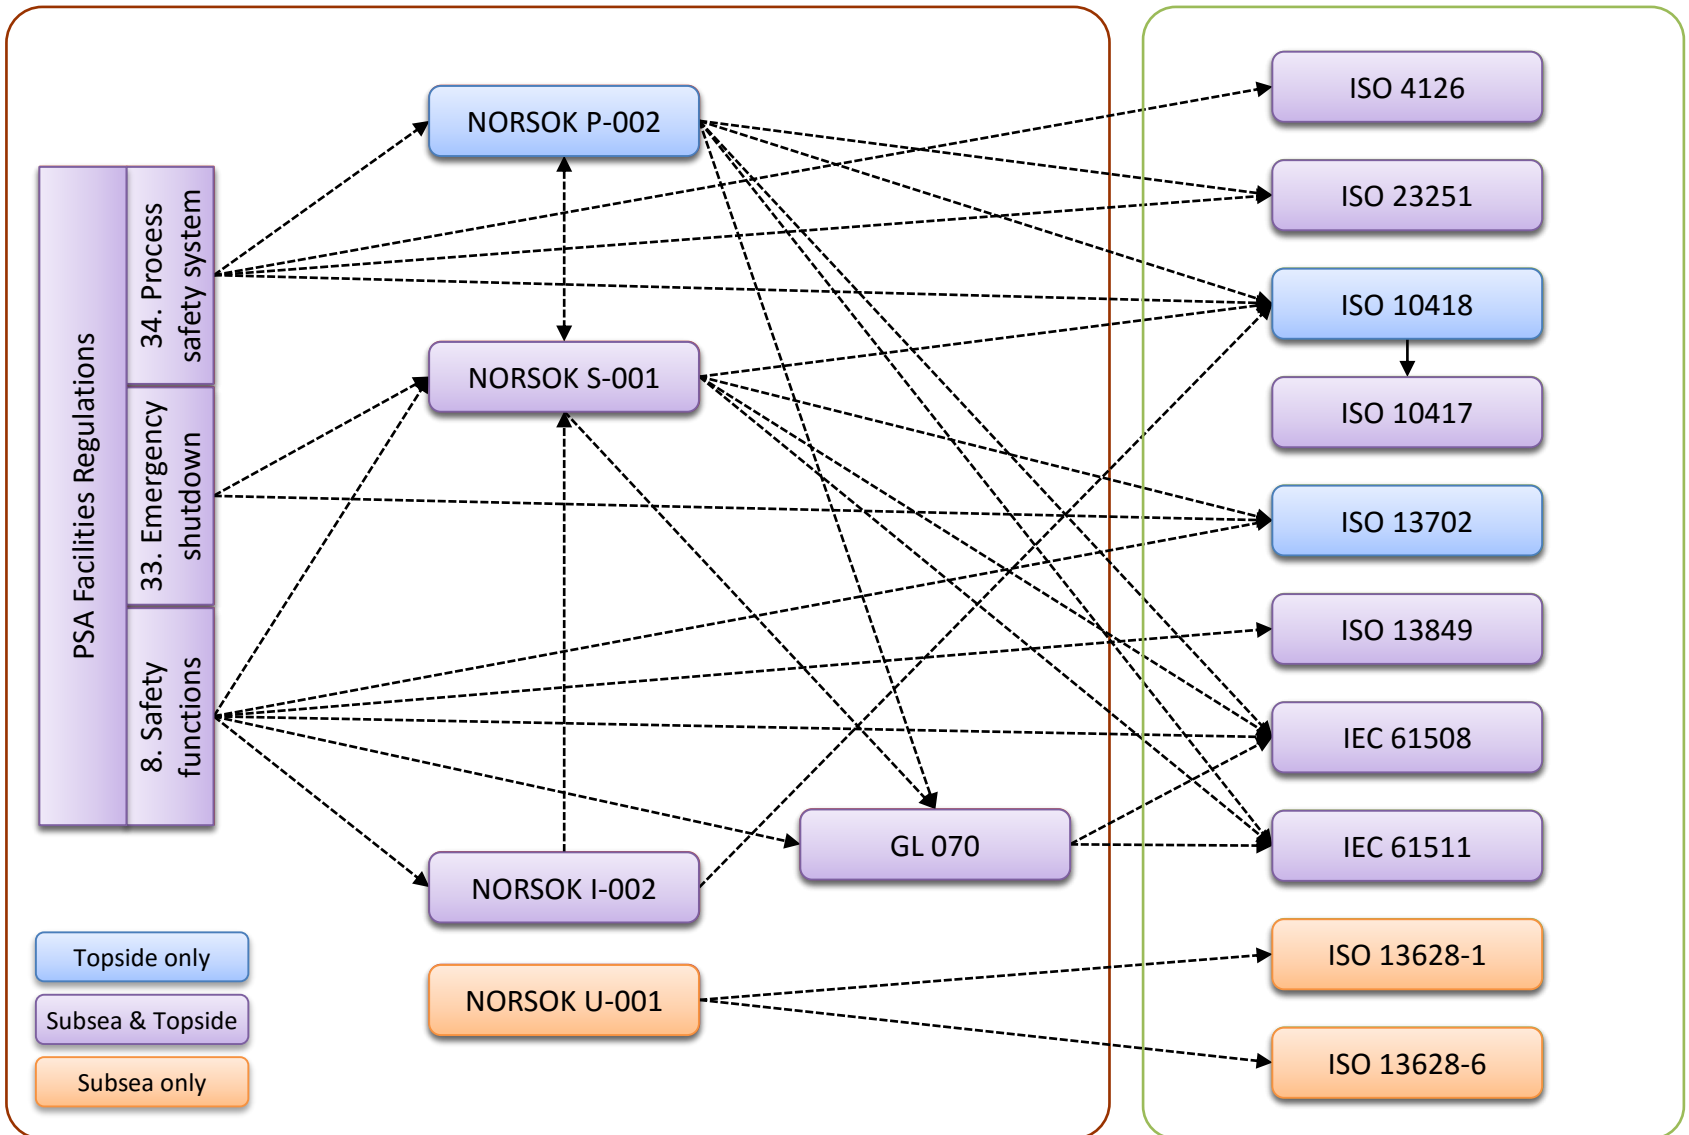 PSA Facilities Regulations
34. Process
safety system
33. Emergency
shutdown
8. Safety
functions
NORSOK P-002
NORSOK S-001
NORSOK I-002
NORSOK U-001
GL 070
ISO 4126
ISO 23251
ISO 10418
ISO 10417
ISO 13702
ISO 13849
IEC 61508
IEC 61511
ISO 13628-1
ISO 13628-6
Topside only
Subsea & Topside
Subsea only